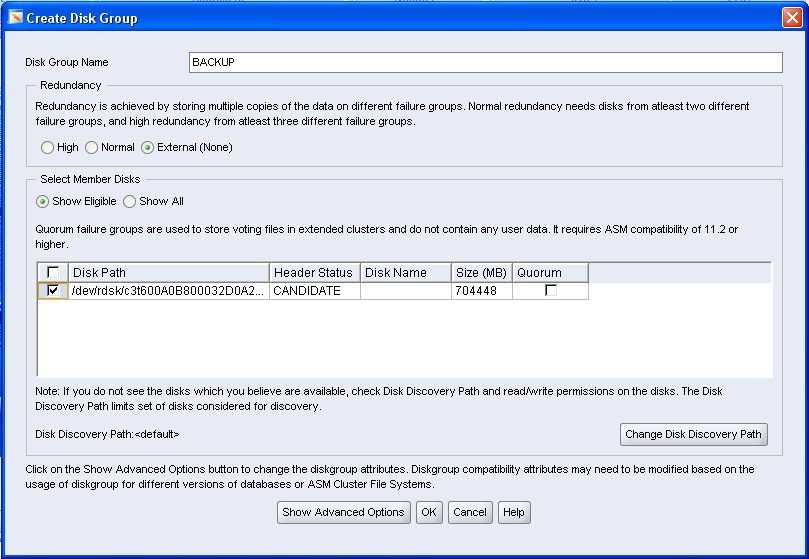 Create Disk Group
Disk Group Name
BACKUP
Redundancy
Redundancy is achieved by storing multiple copies of the data on different failure groups. Normal redundancy needs disks from atleast two different
failure groups, and high redundancy from atleast three different failure groups.
High Normal External (None)
Select Member Disks
Show Eligible Show All
Quorum failure groups are used to store voting files in extended clusters and do not contain any user data. It requires ASM compatibility of 11.2 or
higher.
Disk Path Header Status Disk Name Size (MB) Quorum
/dev/rdsk/c3t600A0B800032D0A2... CANDIDATE 704448
Note: If you do not see the disks which you believe are available, check Disk Discovery Path and read/write permissions on the disks. The Disk
Discovery Path limits set of disks considered for discovery.
Disk Discovery Path:<default>
Change Disk Discovery Path
Click on the Show Advanced Options button to change the diskgroup attributes. Diskgroup compatibility attributes may need to be modified based on the
usage of diskgroup for different versions of databases or ASM Cluster File Systems.
Show Advanced Options OK Cancel Help